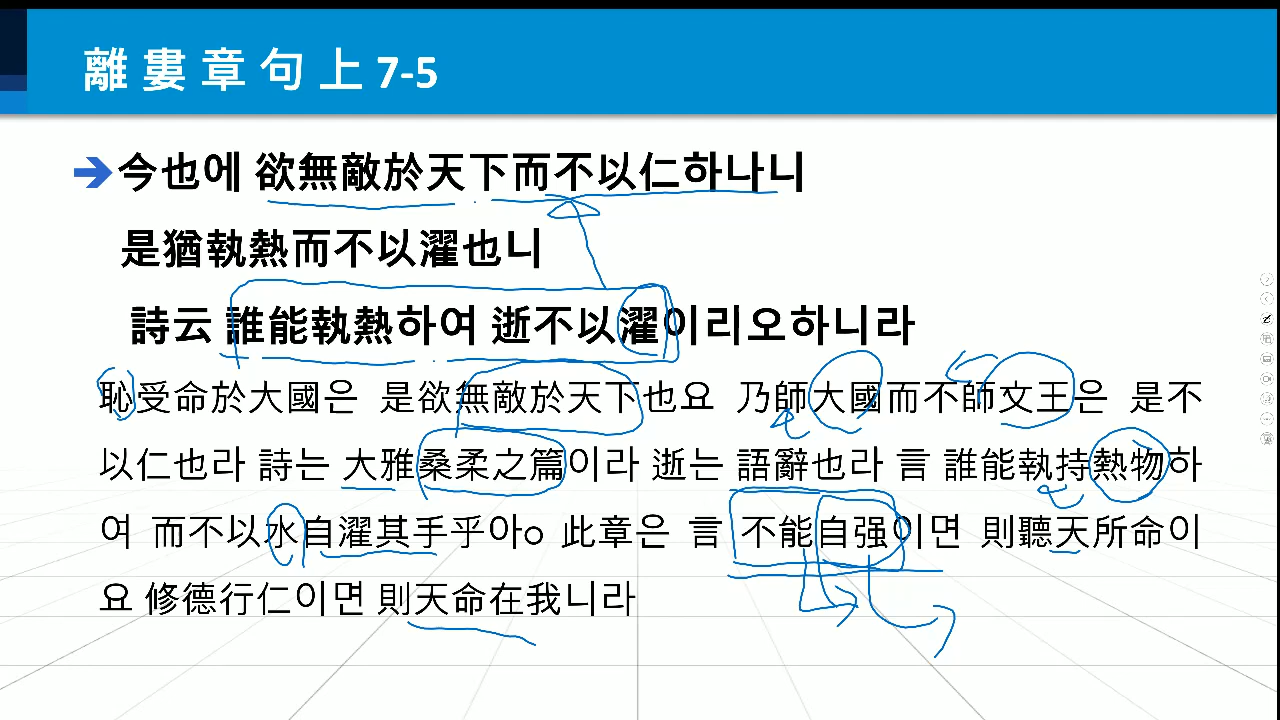 離婁章句上 7-5
今也에 欲無敵於天下而不以仁하나니
是猶執熱而不以濯也니
詩云 誰能執熱하여 逝不以濯이리오하니라
恥受命於大國은 是欲無敵於天下也요 乃師大國而不師文王은 是不
以仁也라 詩는 大雅桑柔之篇이라 逝는 語辭也라 言 誰能執持熱物하
여 而不以水自濯其手乎아。 此章은 言 不能自强이면 則聽天所命이
요 修德行仁이면 則天命在我니라